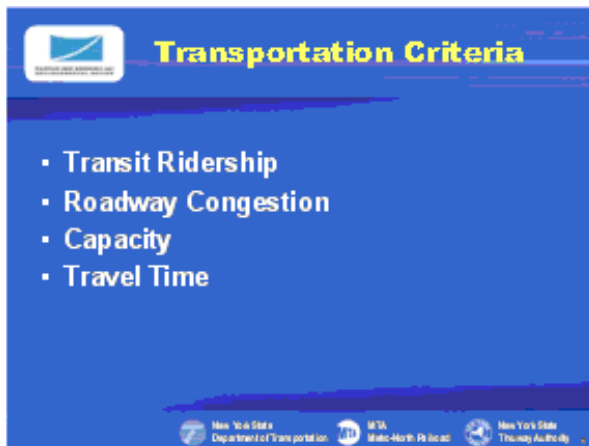 Transportation Criteria
▪ Transit Ridership
▪ Roadway Congestion
▪ Capacity
▪ Travel Time
New York State
Department of Transportation
MTA
MTA
Metro-North Railroad
New York State
Thruway Authority